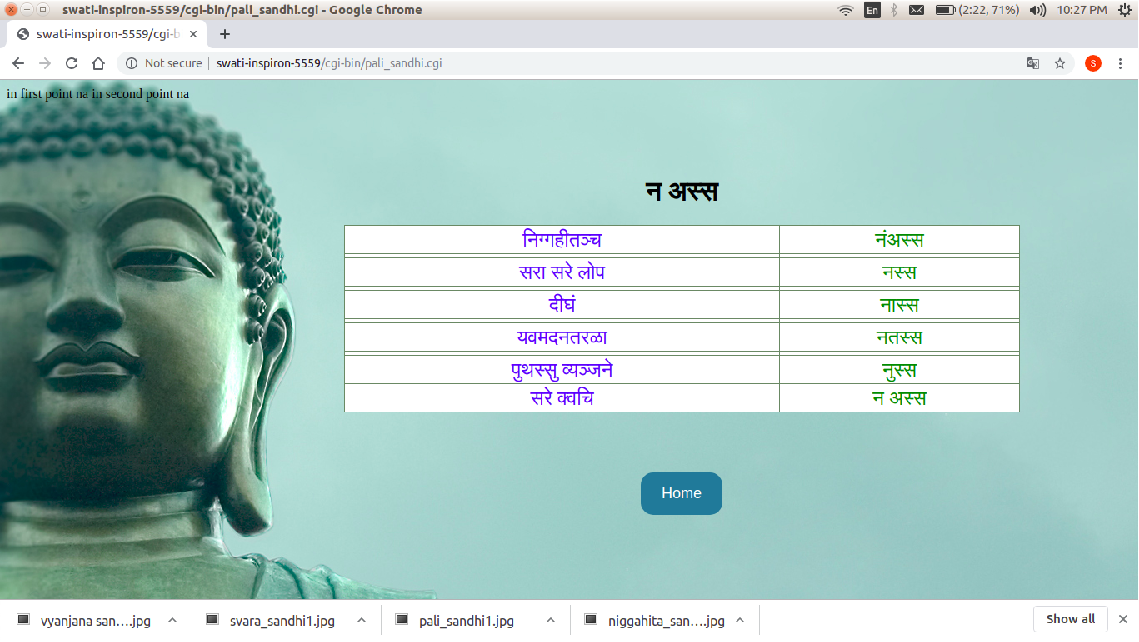 swati-inspiron-5559/cgi-bin/pali_sandhi.cgi - Google Chrome En (2:22, 71%) 10:27 PM
swati-inspiron-5559/cgi-b
Not secure | swati-inspiron-5559/cgi-bin/pali_sandhi.cgi S
in first point na in second point na
न अस्स
निग्गहीतञ्च नंअस्स
सरा सरे लोप नस्स
दीघं नास्स
यवमदनतरळा नतस्स
पुथस्सु व्यञ्जने नुस्स
सरे क्वचि न अस्स
Home
vyanjana san....jpg svara_sandhi1.jpg pali_sandhi1.jpg niggahita_san....jpg Show all